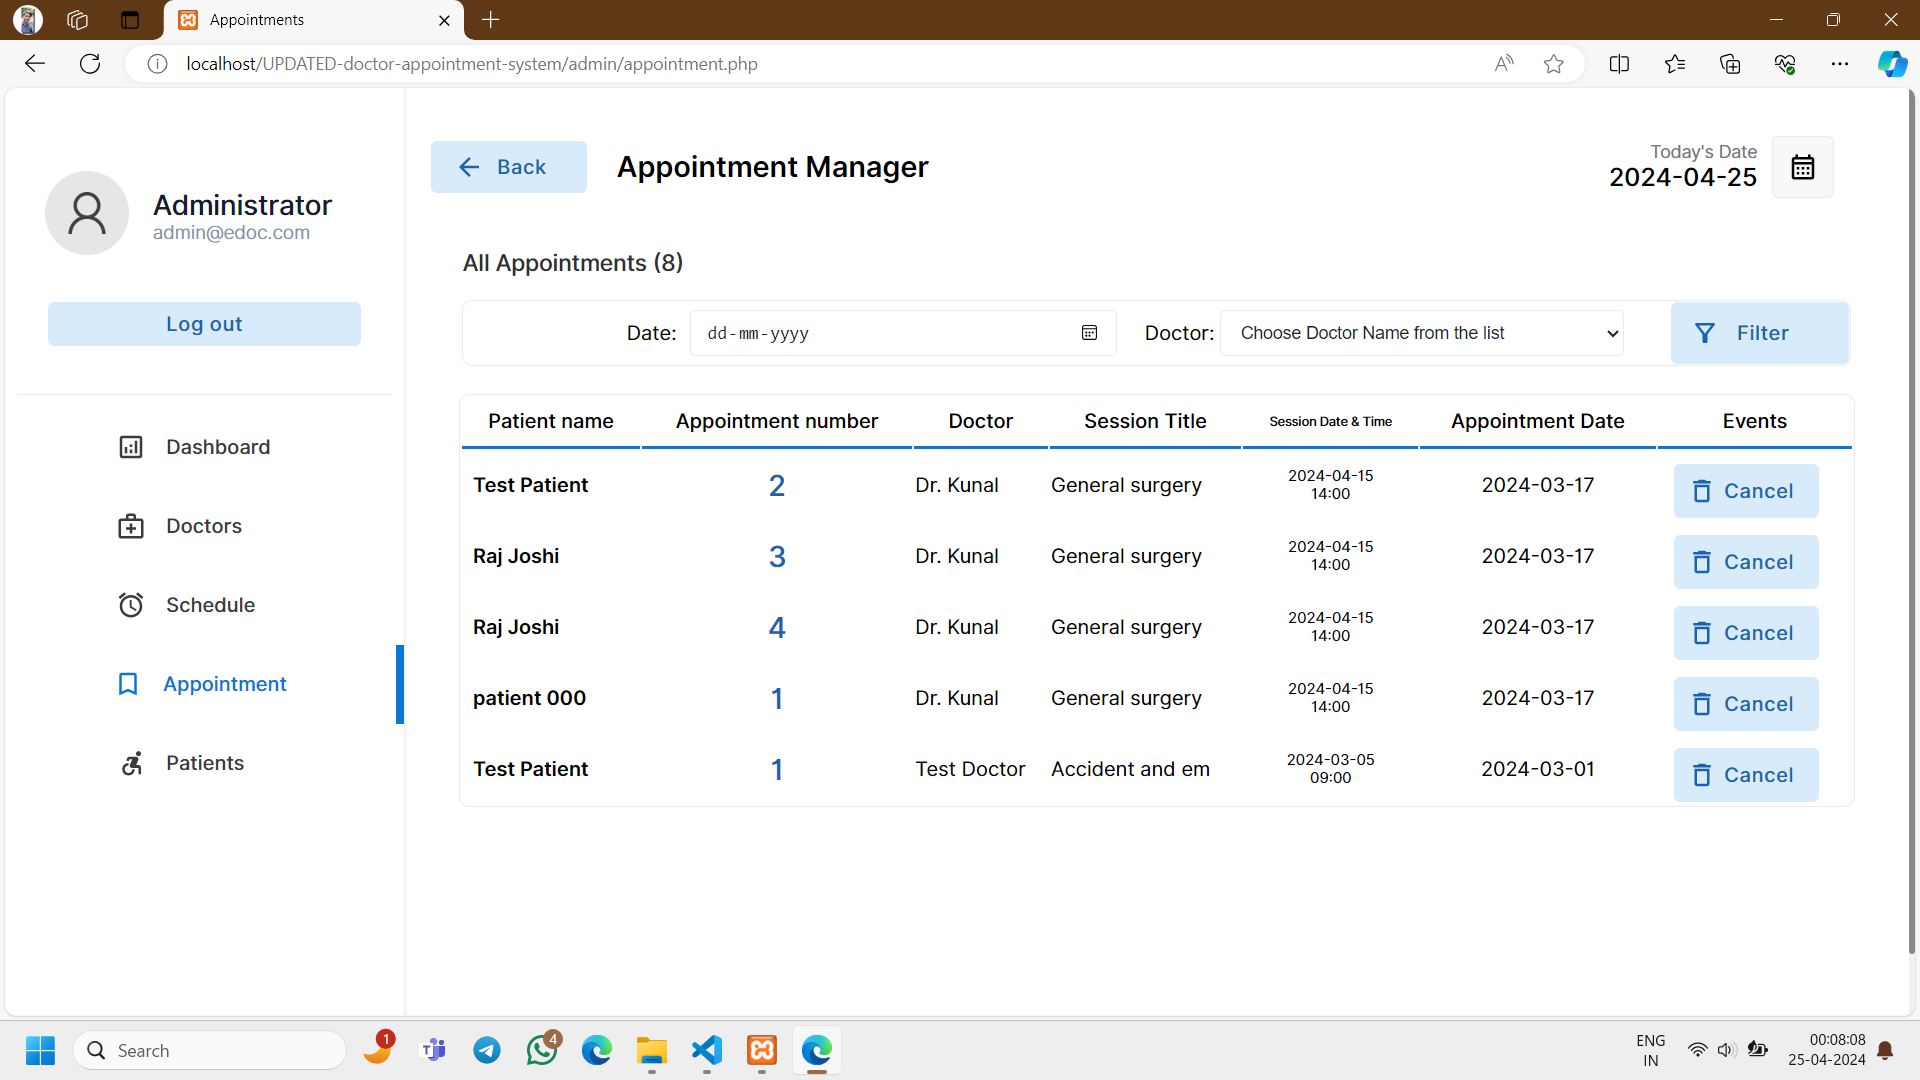 Appointments
localhost/UPDATED-doctor-appointment-system/admin/appointment.php
Administrator
admin@edoc.com
Log out
Dashboard
Doctors
Schedule
Appointment
Patients
Back
Appointment Manager
Today's Date
2024-04-25
All Appointments (8)
Date: dd-mm-yyyy Doctor: Choose Doctor Name from the list Filter
Patient name Appointment number Doctor Session Title Session Date & Time Appointment Date Events
Test Patient 2 Dr. Kunal General surgery 2024-04-15 14:00 2024-03-17 Cancel
Raj Joshi 3 Dr. Kunal General surgery 2024-04-15 14:00 2024-03-17 Cancel
Raj Joshi 4 Dr. Kunal General surgery 2024-04-15 14:00 2024-03-17 Cancel
patient 000 1 Dr. Kunal General surgery 2024-04-15 14:00 2024-03-17 Cancel
Test Patient 1 Test Doctor Accident and em 2024-03-05 09:00 2024-03-01 Cancel
Search
1
4
ENG
IN
00:08:08
25-04-2024